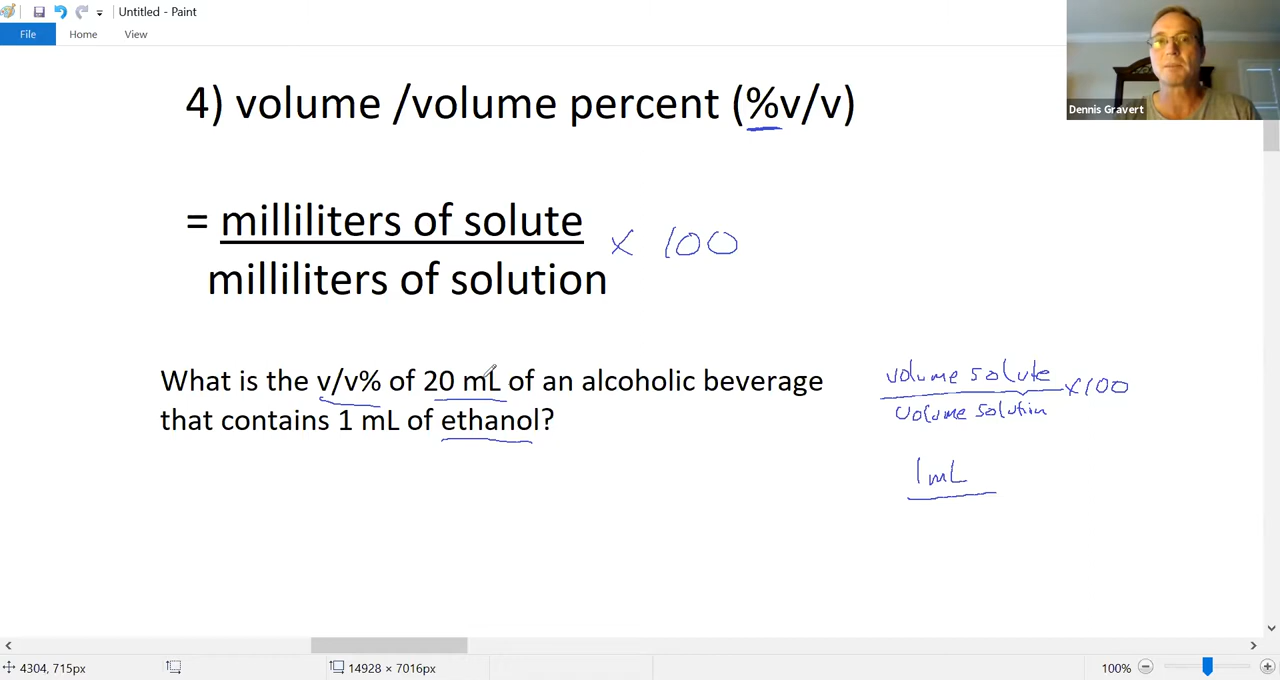 Untitled - Paint
File Home View
Dennis Gravert
4) volume /volume percent (%v/v)
= milliliters of solute
milliliters of solution
x 100
What is the v/v% of 20 mL of an alcoholic beverage
that contains 1 mL of ethanol?
volume solute
x100
volume solution
1mL
4304, 715px
14928 × 7016px
100%